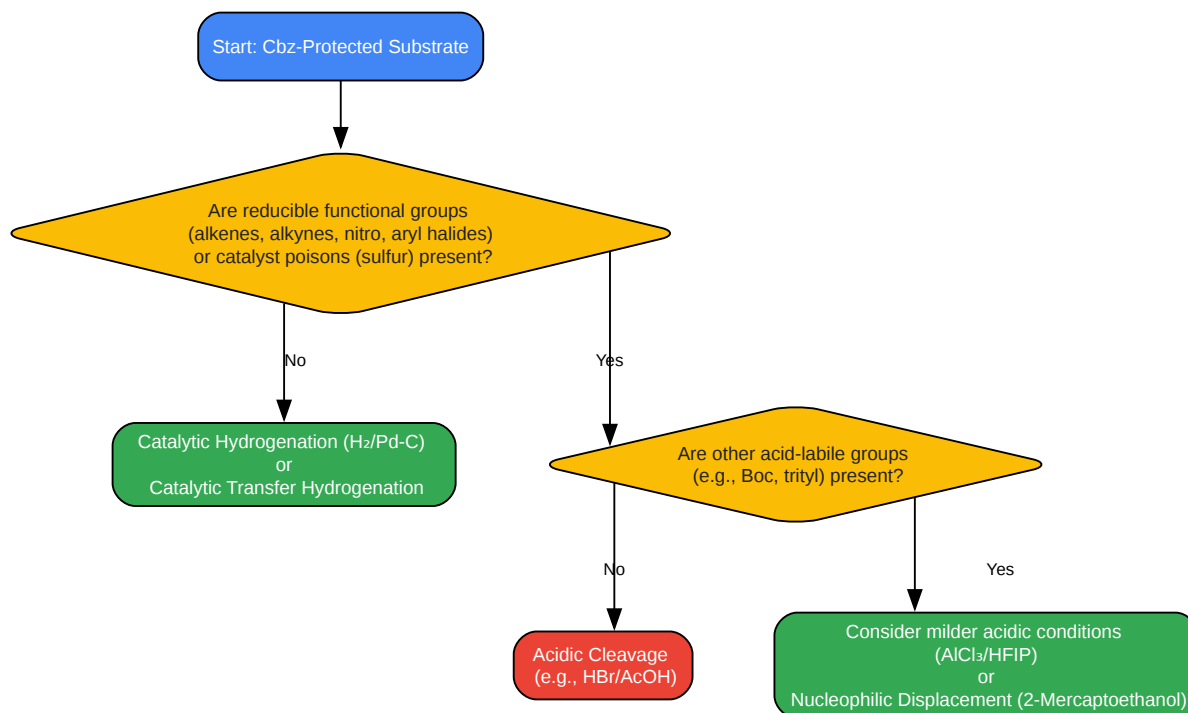 Start: Cbz-Protected Substrate
Are reducible functional groups
(alkenes, alkynes, nitro, aryl halides)
or catalyst poisons (sulfur) present?
No
Yes
Catalytic Hydrogenation (H₂/Pd-C)
or
Catalytic Transfer Hydrogenation
Are other acid-labile groups
(e.g., Boc, trityl) present?
No
Yes
Acidic Cleavage
(e.g., HBr/AcOH)
Consider milder acidic conditions
(AlCl₃/HFIP)
or
Nucleophilic Displacement (2-Mercaptoethanol)